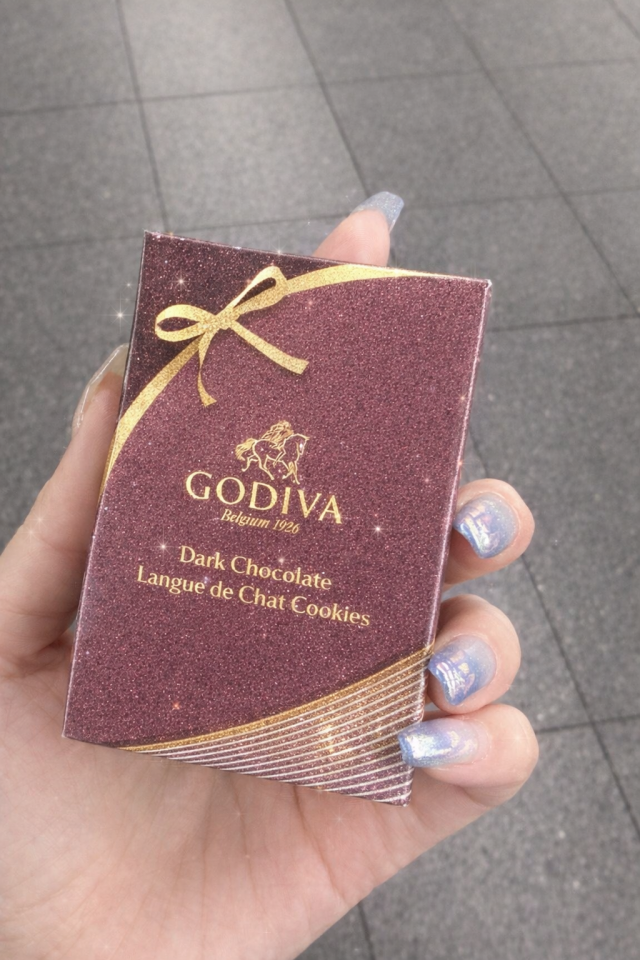 GODIVA
Belgium 1926
Dark Chocolate
Langue de Chat Cookies